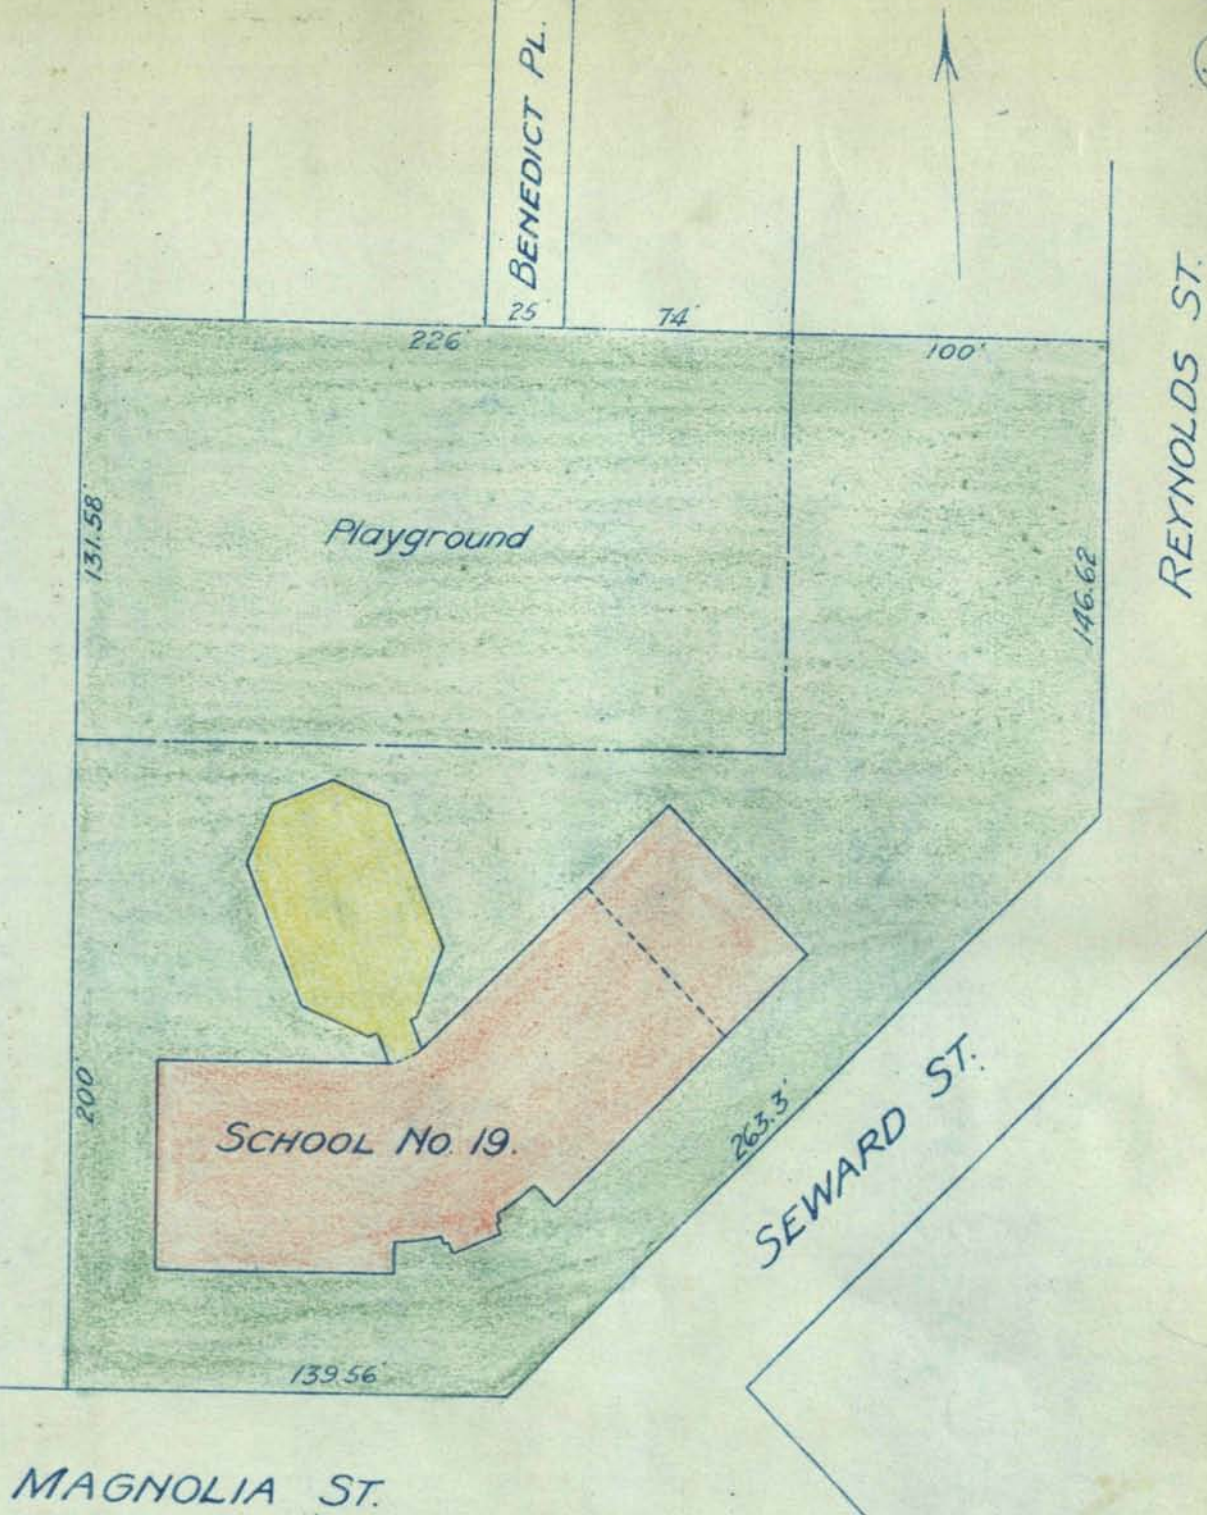 BENEDICT PL.
25'
74'
226'
100'
REYNOLDS ST.
131.58'
Playground
146.62
200'
SCHOOL No. 19.
263.3'
SEWARD ST.
139.56'
MAGNOLIA ST.